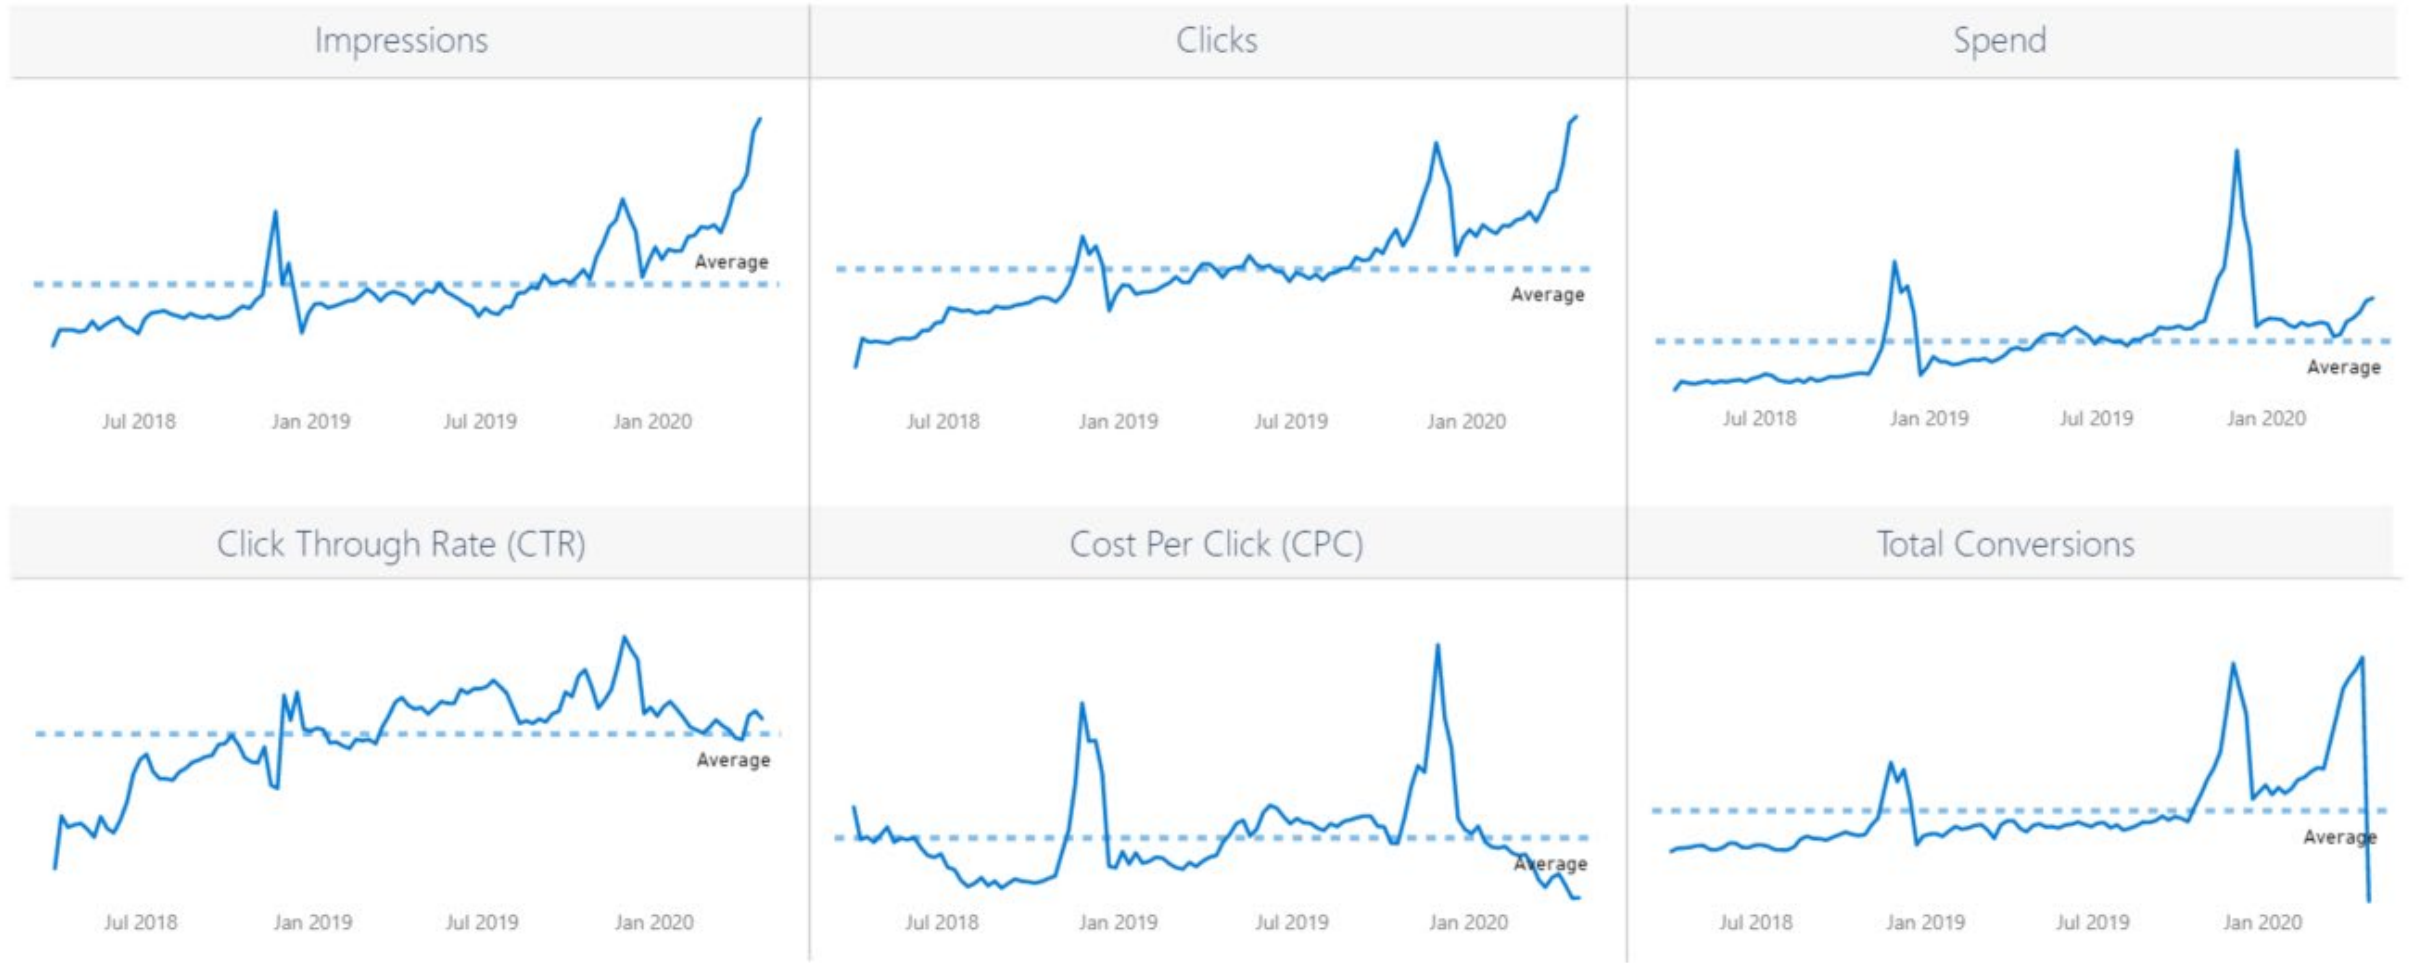 Impressions
Clicks
Spend
Average
Average
Average
Jul 2018
Jan 2019
Jul 2019
Jan 2020
Jul 2018
Jan 2019
Jul 2019
Jan 2020
Jul 2018
Jan 2019
Jul 2019
Jan 2020
Click Through Rate (CTR)
Cost Per Click (CPC)
Total Conversions
Average
Average
Average
Jul 2018
Jan 2019
Jul 2019
Jan 2020
Jul 2018
Jan 2019
Jul 2019
Jan 2020
Jul 2018
Jan 2019
Jul 2019
Jan 2020